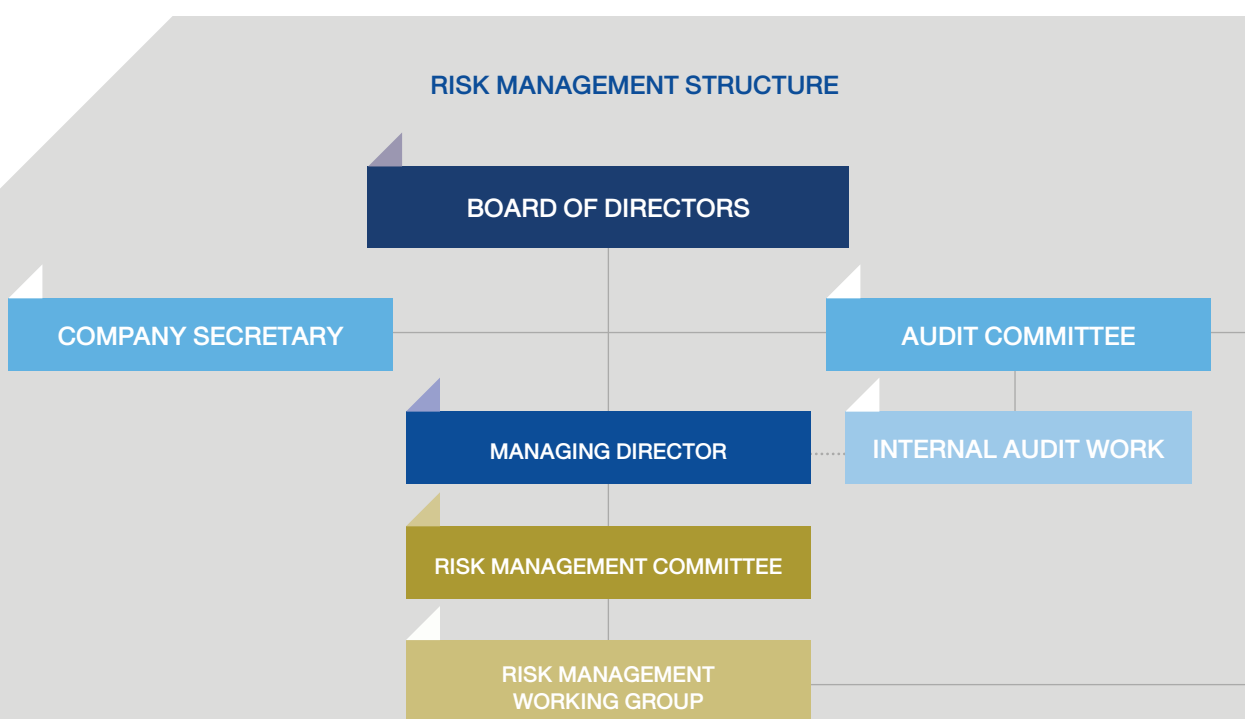 RISK MANAGEMENT STRUCTURE
BOARD OF DIRECTORS
COMPANY SECRETARY
AUDIT COMMITTEE
MANAGING DIRECTOR
INTERNAL AUDIT WORK
RISK MANAGEMENT COMMITTEE
RISK MANAGEMENT
WORKING GROUP